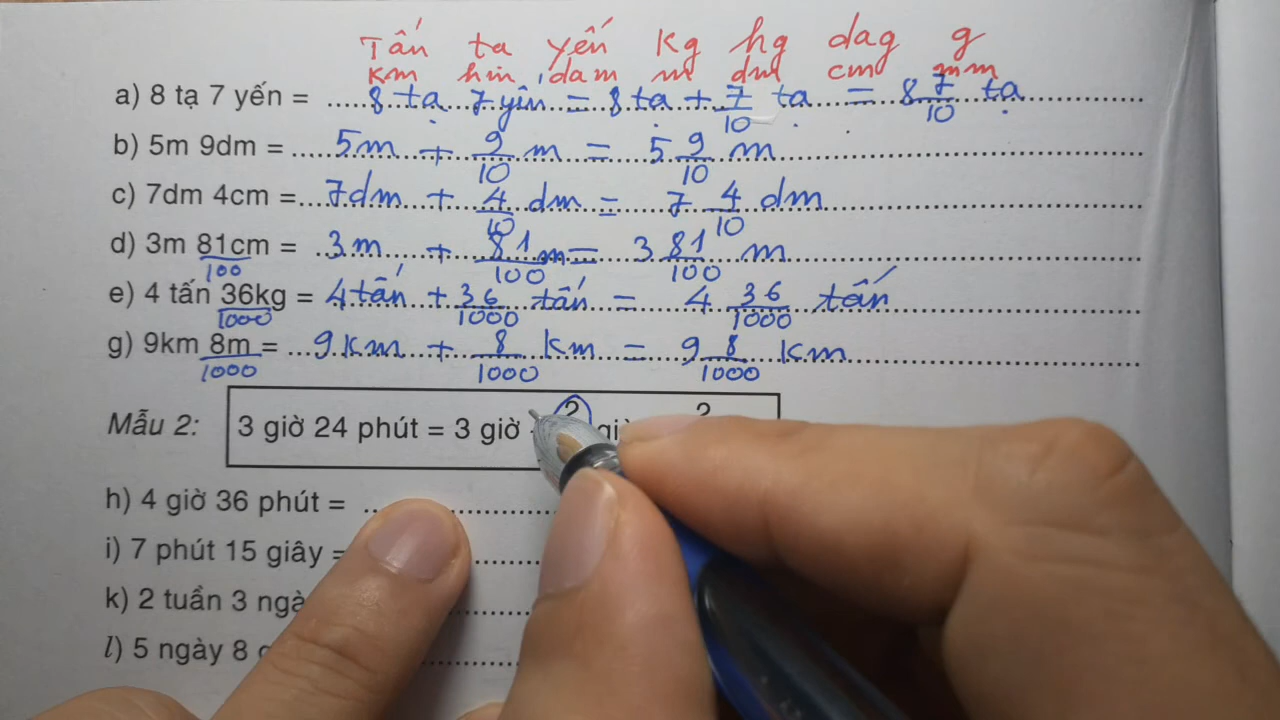 Tấn ta yến Kg hg dag g
km hm dam m dm cm mm
a) 8 tạ 7 yến = 8 tạ 7 yến = 8 tạ + 7/10 tạ = 8 7/10 tạ
b) 5m 9dm = 5m + 9/10 m = 5 9/10 m
c) 7dm 4cm = 7dm + 4/10 dm = 7 4/10 dm
d) 3m 81cm = 3m + 81/100 m = 3 81/100 m
100
e) 4 tấn 36kg = 4 tấn + 36/1000 tấn = 4 36/1000 tấn
1000
g) 9km 8m = 9 Km + 8/1000 Km = 9 8/1000 Km
1000
Mẫu 2: 3 giờ 24 phút = 3 giờ 2 2
h) 4 giờ 36 phút =
i) 7 phút 15 giây =
k) 2 tuần 3
l) 5 ngày 8